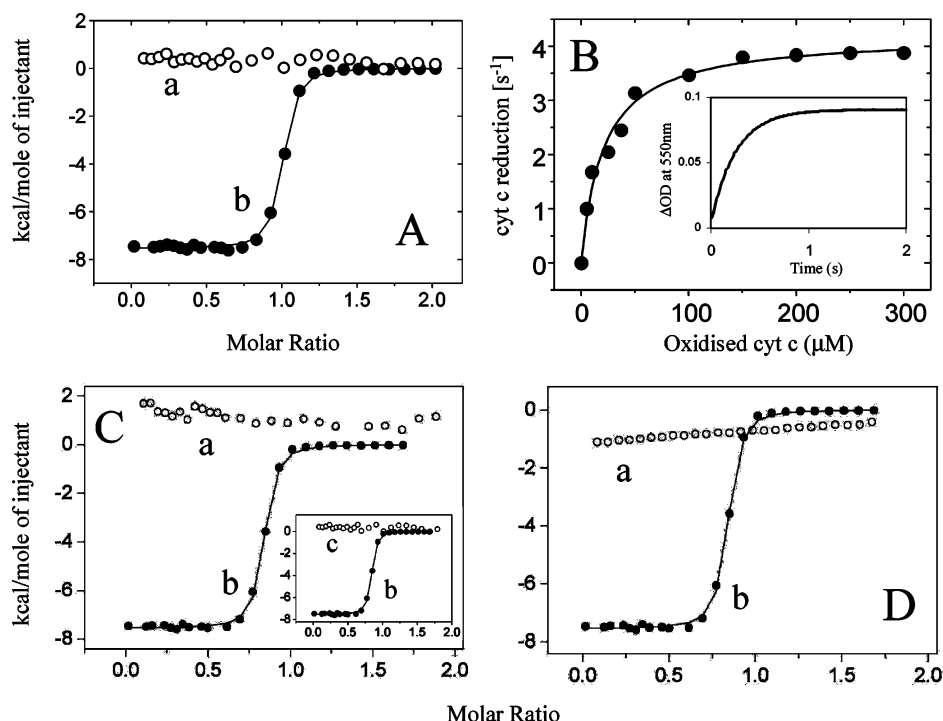 2
0
-2
-4
-6
-8
kcal/mole of injectant
a
b
A
0.0 0.5 1.0 1.5 2.0
Molar Ratio
4
3
2
1
0
cyt c reduction [s-1]
B
0.1
0.05
0
ΔOD at 550nm
0 1 2
Time (s)
0 100 200 300
Oxidised cyt c (μM)
2
0
-2
-4
-6
-8
kcal/mole of injectant
C
a
b
0
-2
-4
-6
-8
c
b
0.0 0.5 1.0 1.5 2.0
0.0 0.5 1.0 1.5 2.0
0
-2
-4
-6
-8
a
b
D
0.0 0.5 1.0 1.5 2.0
Molar Ratio